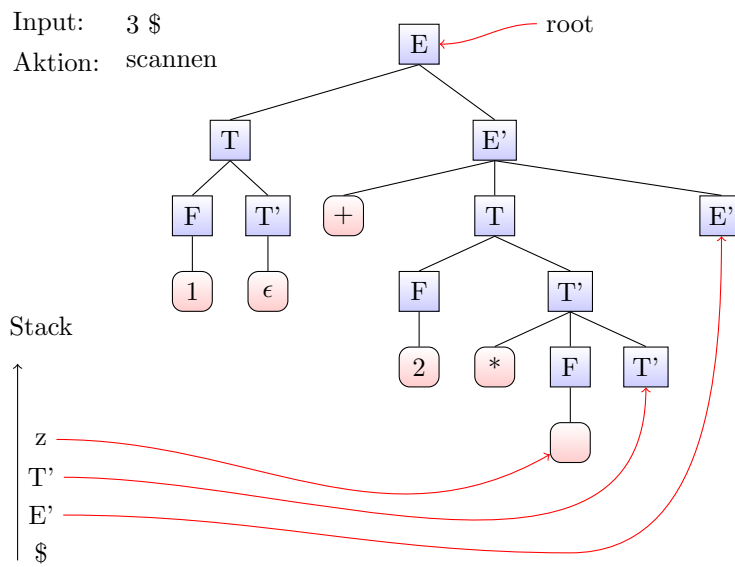 Input: 3 $
root
E
Aktion: scannen
T E'
F T' + T E'
1 ϵ F T'
Stack
2 * F T'
z
T'
E'
$